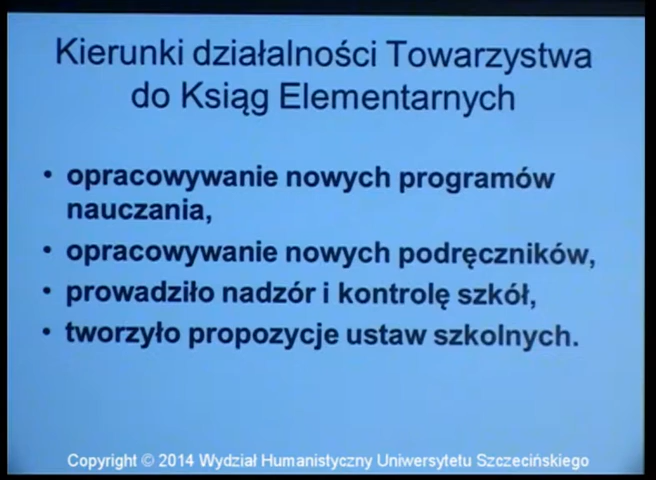 Kierunki działalności Towarzystwa
do Ksiąg Elementarnych
• opracowywanie nowych programów
nauczania,
• opracowywanie nowych podręczników,
• prowadziło nadzór i kontrolę szkół,
• tworzyło propozycje ustaw szkolnych.
Copyright © 2014 Wydział Humanistyczny Uniwersytetu Szczecińskiego